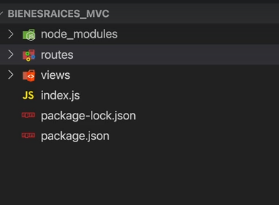 BIENESRAICES_MVC
node_modules
routes
views
JS index.js
package-lock.json
package.json